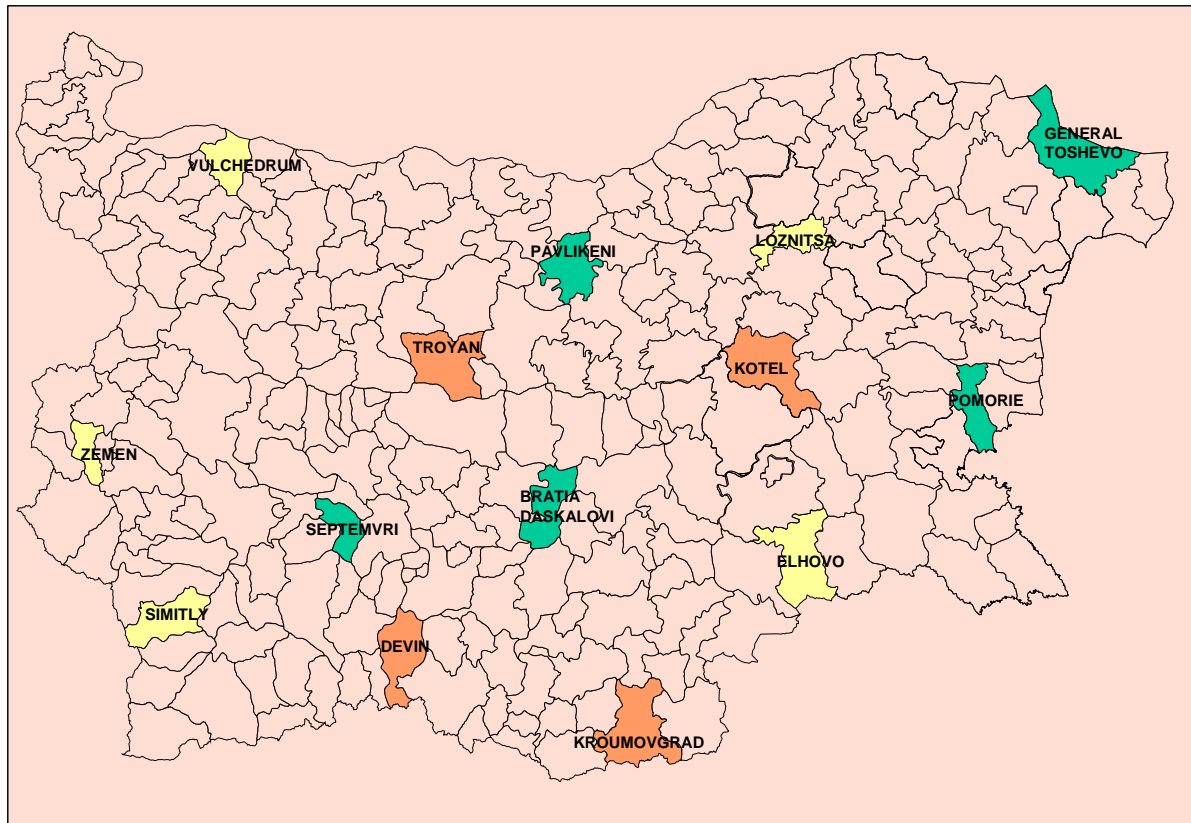 GENERAL
TOSHEVO
VULCHEDRUM
LOZNITSA
PAVLIKENI
TROYAN
KOTEL
POMORIE
ZEMEN
BRATIA
DASKALOVI
SEPTEMVRI
ELHOVO
SIMITLY
DEVIN
KROUMOVGRAD